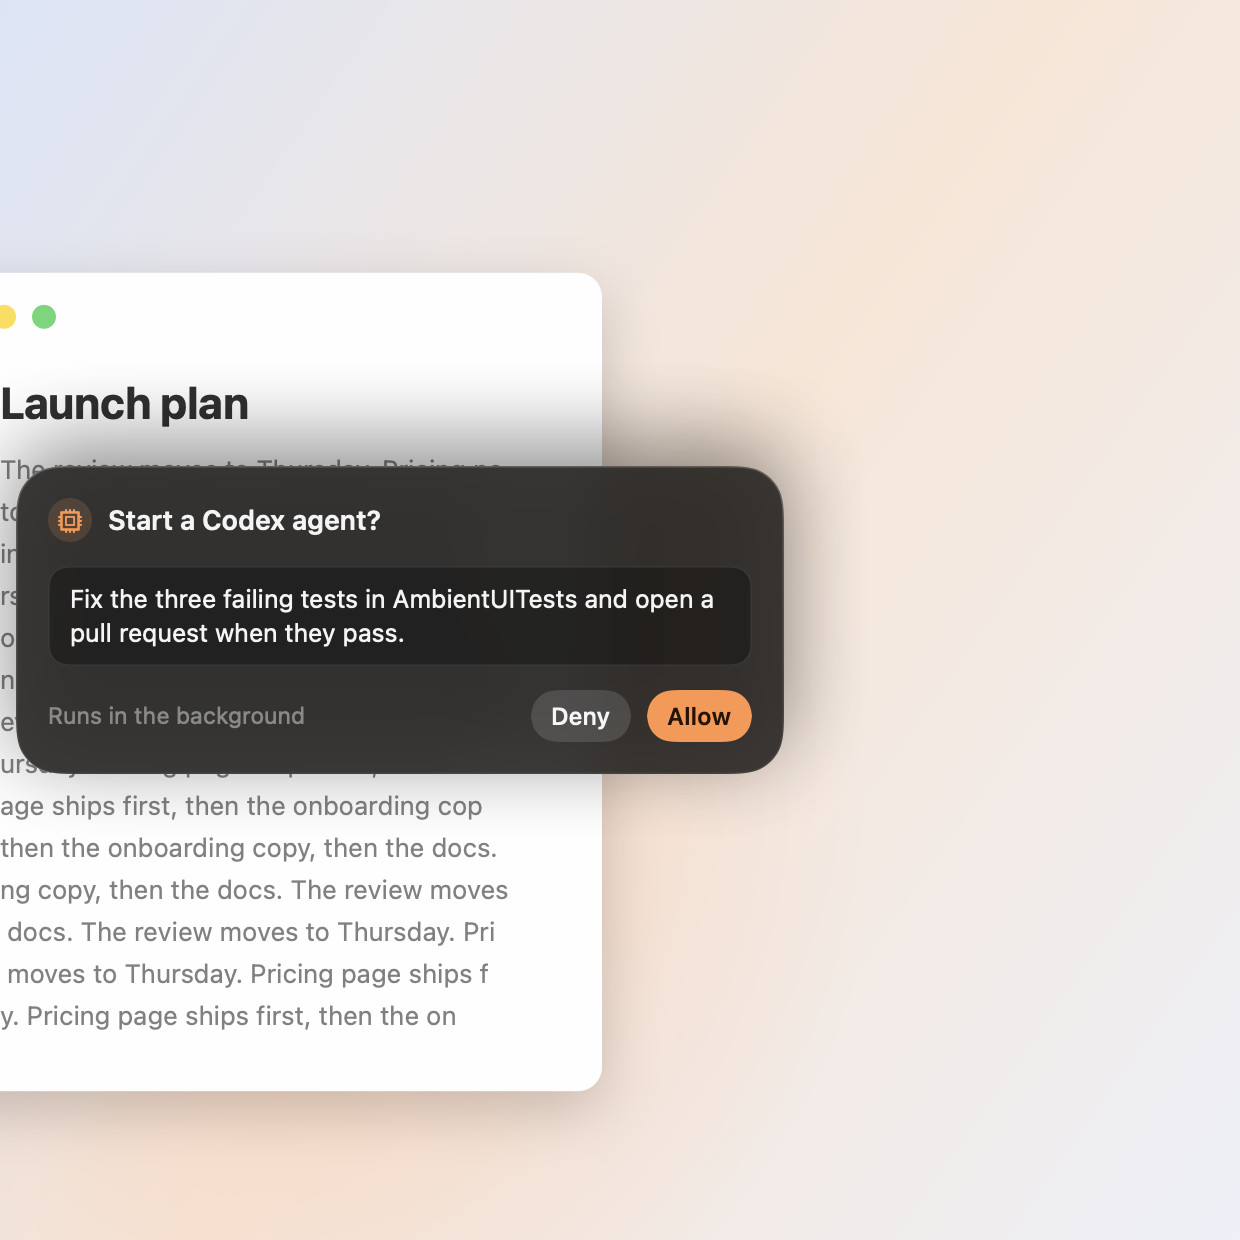 Launch plan
The
Start a Codex agent?
Fix the three failing tests in AmbientUITests and open a
pull request when they pass.
Runs in the background
Deny
Allow
age ships first, then the onboarding cop
then the onboarding copy, then the docs.
ng copy, then the docs. The review moves
docs. The review moves to Thursday. Pri
moves to Thursday. Pricing page ships f
y. Pricing page ships first, then the on